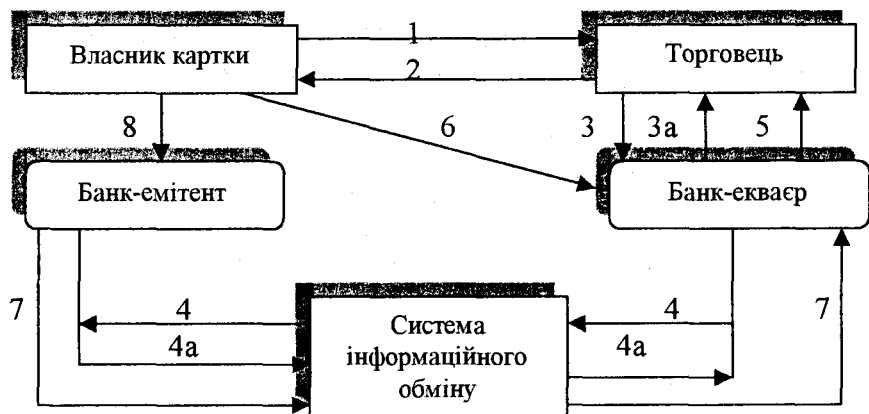 Власник картки
1
2
Торговець
8
6
3
3а
5
Банк-емітент
Банк-екваєр
7
4
4а
Система
інформаційного
обміну
4
4а
7